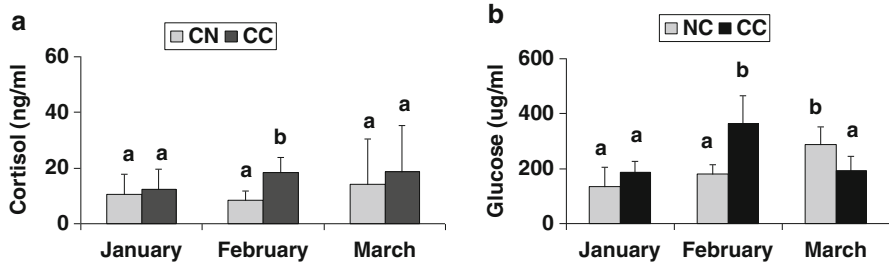 a
CN CC
Cortisol (ng/ml)
60
40
20
0
a a
a b
a a
January February March
b
NC CC
Glucose (ug/ml)
600
400
200
0
a a
a b
b a
January February March